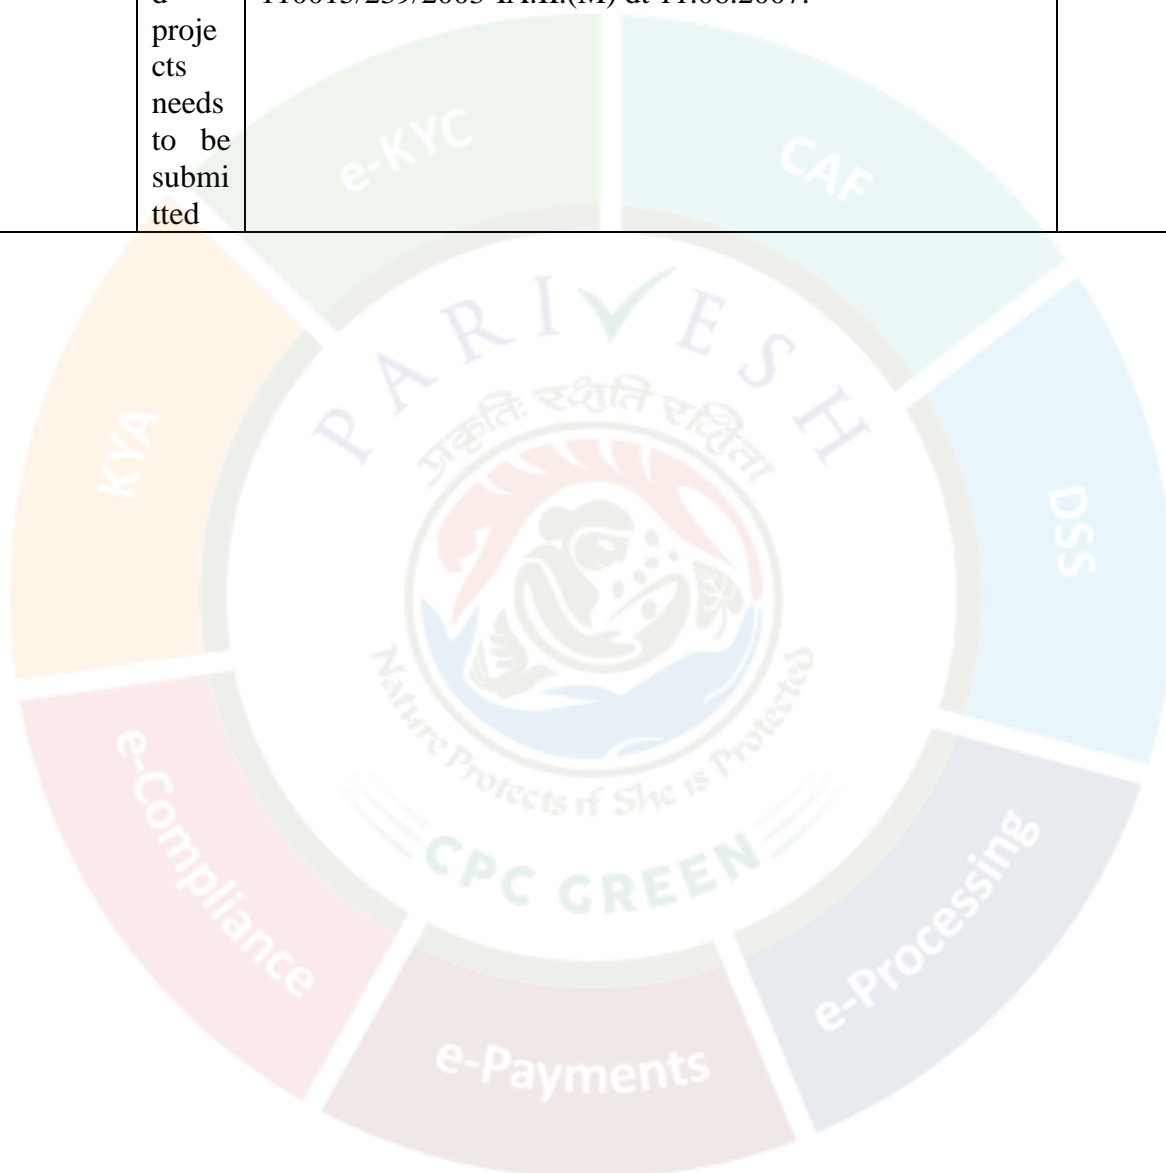 proje
cts
needs
to be
submi
tted
e-KYC
CAF
KYA
DSS
PARIVESH
प्रकृतिः रक्षति रक्षिता
Nature Protects if She is Protected
CPC GREEN
e-Compliance
e-Processing
e-Payments